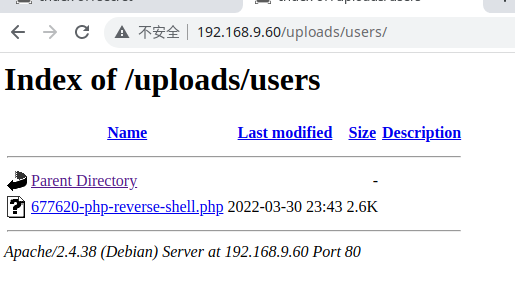 不安全 192.168.9.60/uploads/users/
Index of /uploads/users
Name Last modified Size Description
Parent Directory -
677620-php-reverse-shell.php 2022-03-30 23:43 2.6K
Apache/2.4.38 (Debian) Server at 192.168.9.60 Port 80